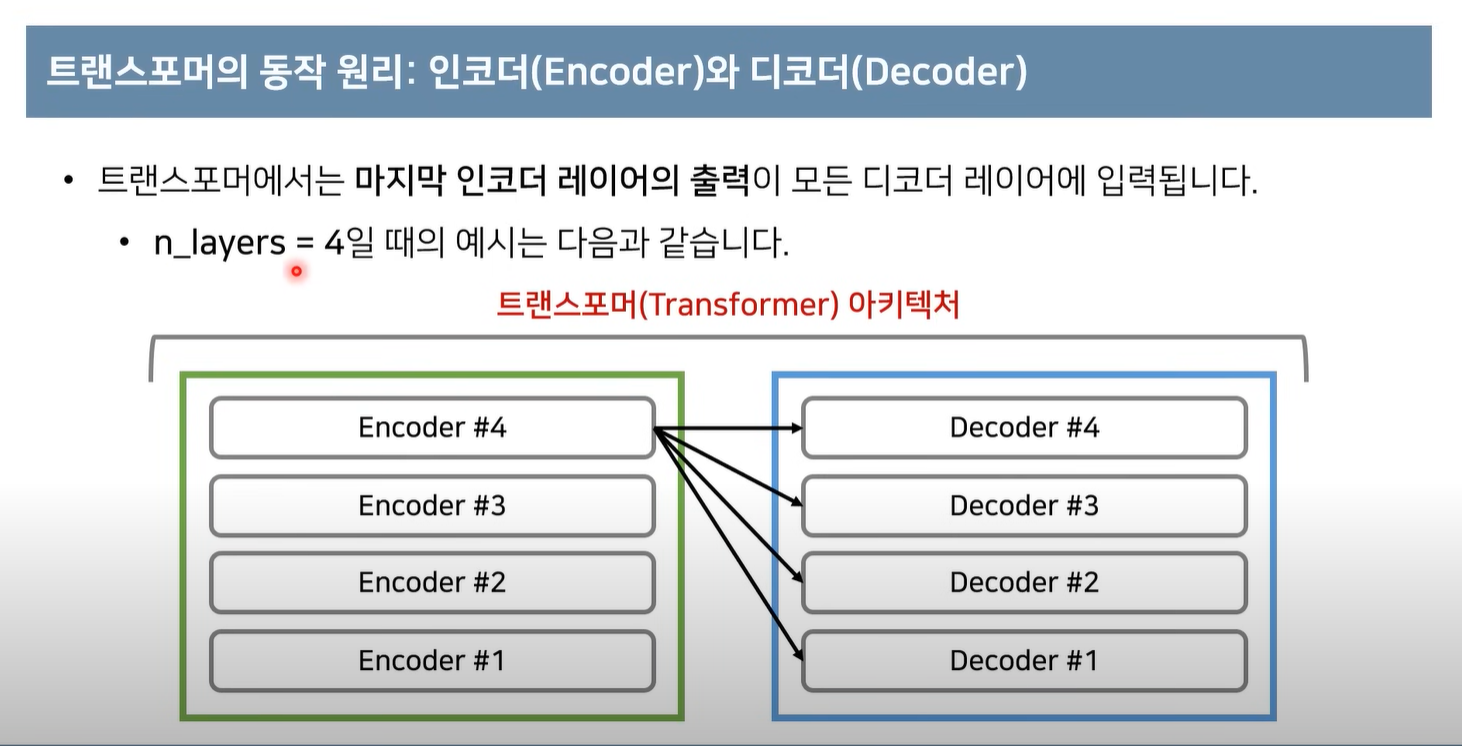 트랜스포머의 동작 원리: 인코더(Encoder)와 디코더(Decoder)
• 트랜스포머에서는 마지막 인코더 레이어의 출력이 모든 디코더 레이어에 입력됩니다.
• n_layers = 4일 때의 예시는 다음과 같습니다.
트랜스포머(Transformer) 아키텍처
Encoder #4
Encoder #3
Encoder #2
Encoder #1
Decoder #4
Decoder #3
Decoder #2
Decoder #1